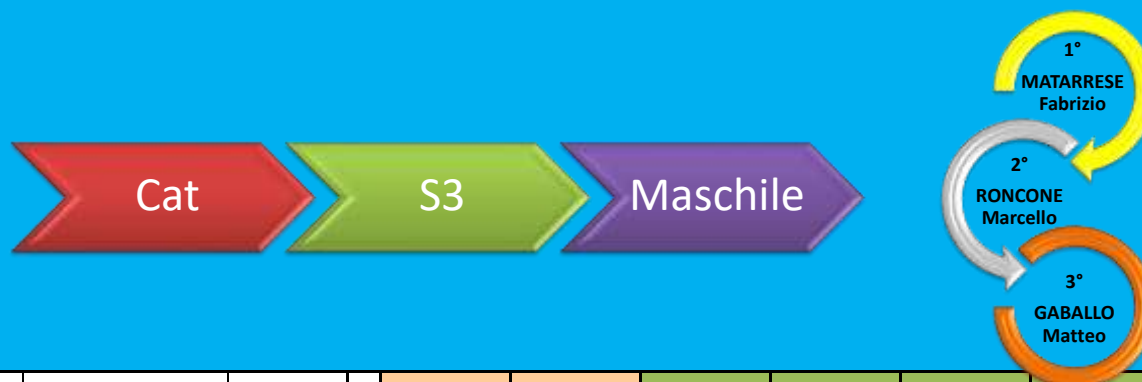 Cat
S3
Maschile
1°
MATARRESE
Fabrizio
2°
RONCONE
Marcello
3°
GABALLO
Matteo